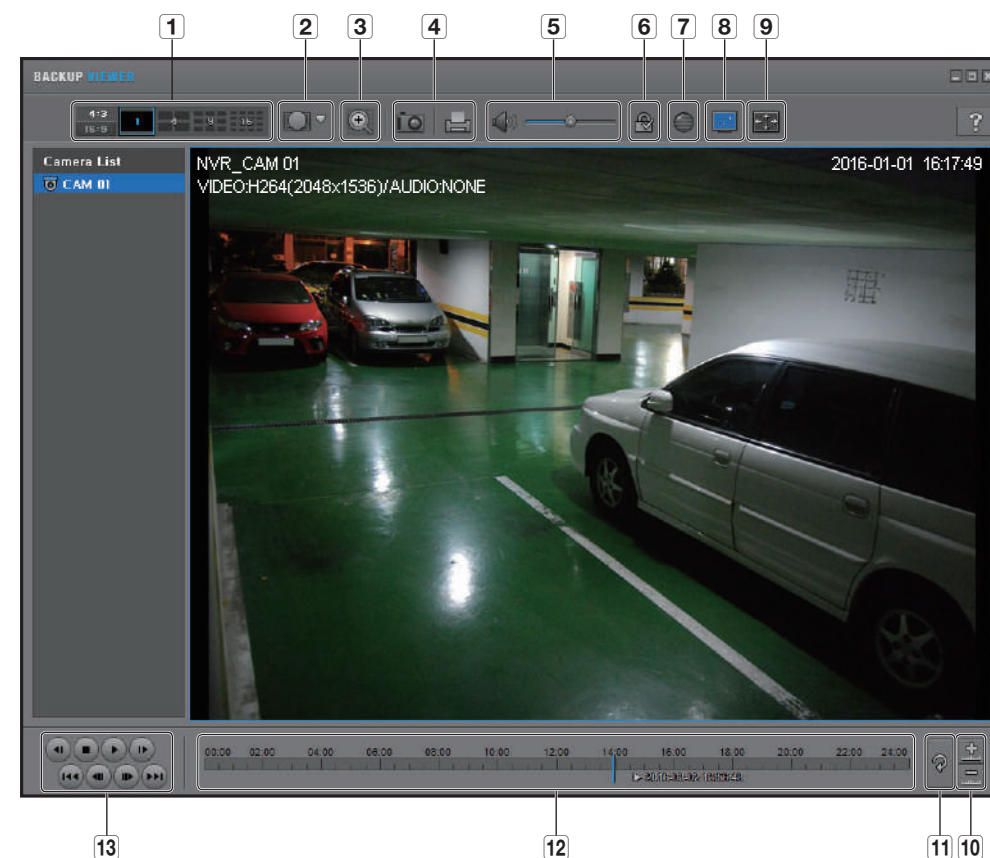 1 2 3 4 5 6 7 8 9
BACKUP VIEWER
4:3 1 4 9 16 ?
16:9
Camera List
CAM 01
NVR_CAM 01 2016-01-01 16:17:49
VIDEO:H264(2048x1536)/AUDIO:NONE
00:00 02:00 04:00 06:00 08:00 10:00 12:00 14:00 16:00 18:00 20:00 22:00 24:00
13 12 11 10